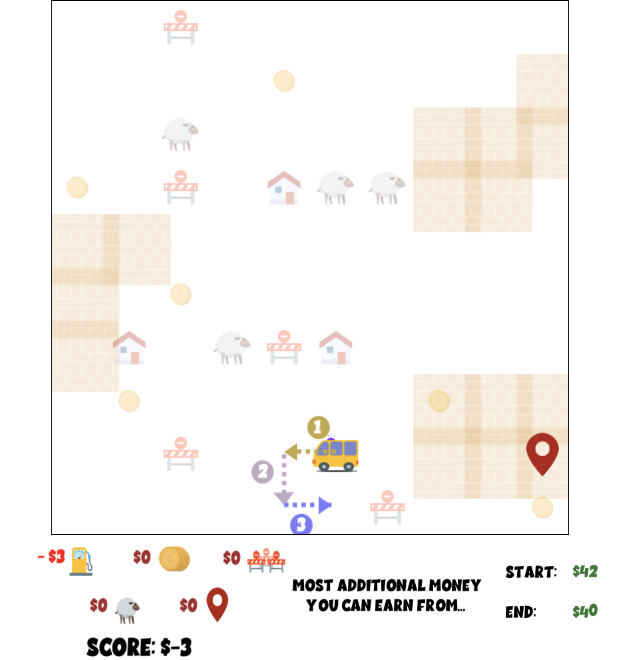 1
2
3
- $3 $0 $0
$0 $0
SCORE: $-3
MOST ADDITIONAL MONEY
YOU CAN EARN FROM...
START: $42
END: $40